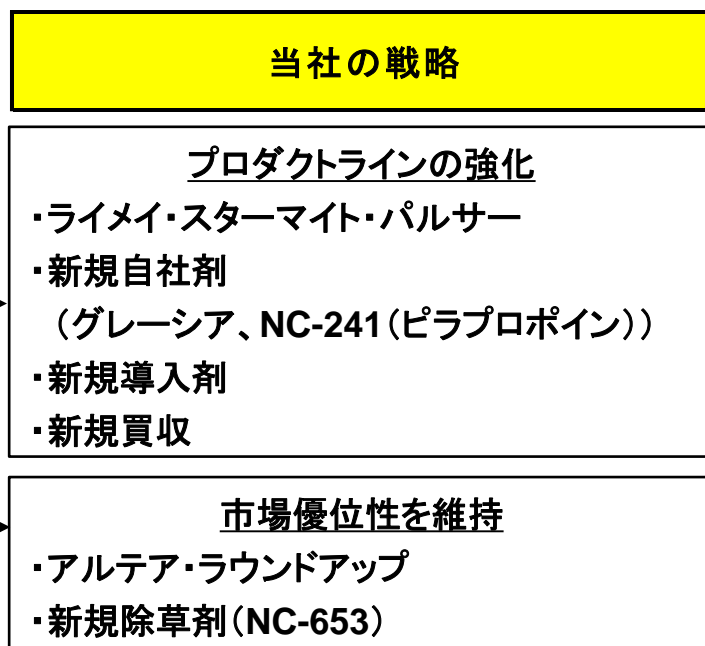 当社の戦略
プロダクトラインの強化
・ライメイ・スターマイト・パルサー
・新規自社剤
(グレーシア、NC-241(ピラプロポイン))
・新規導入剤
・新規買収
市場優位性を維持
・アルテア・ラウンドアップ
・新規除草剤(NC-653)